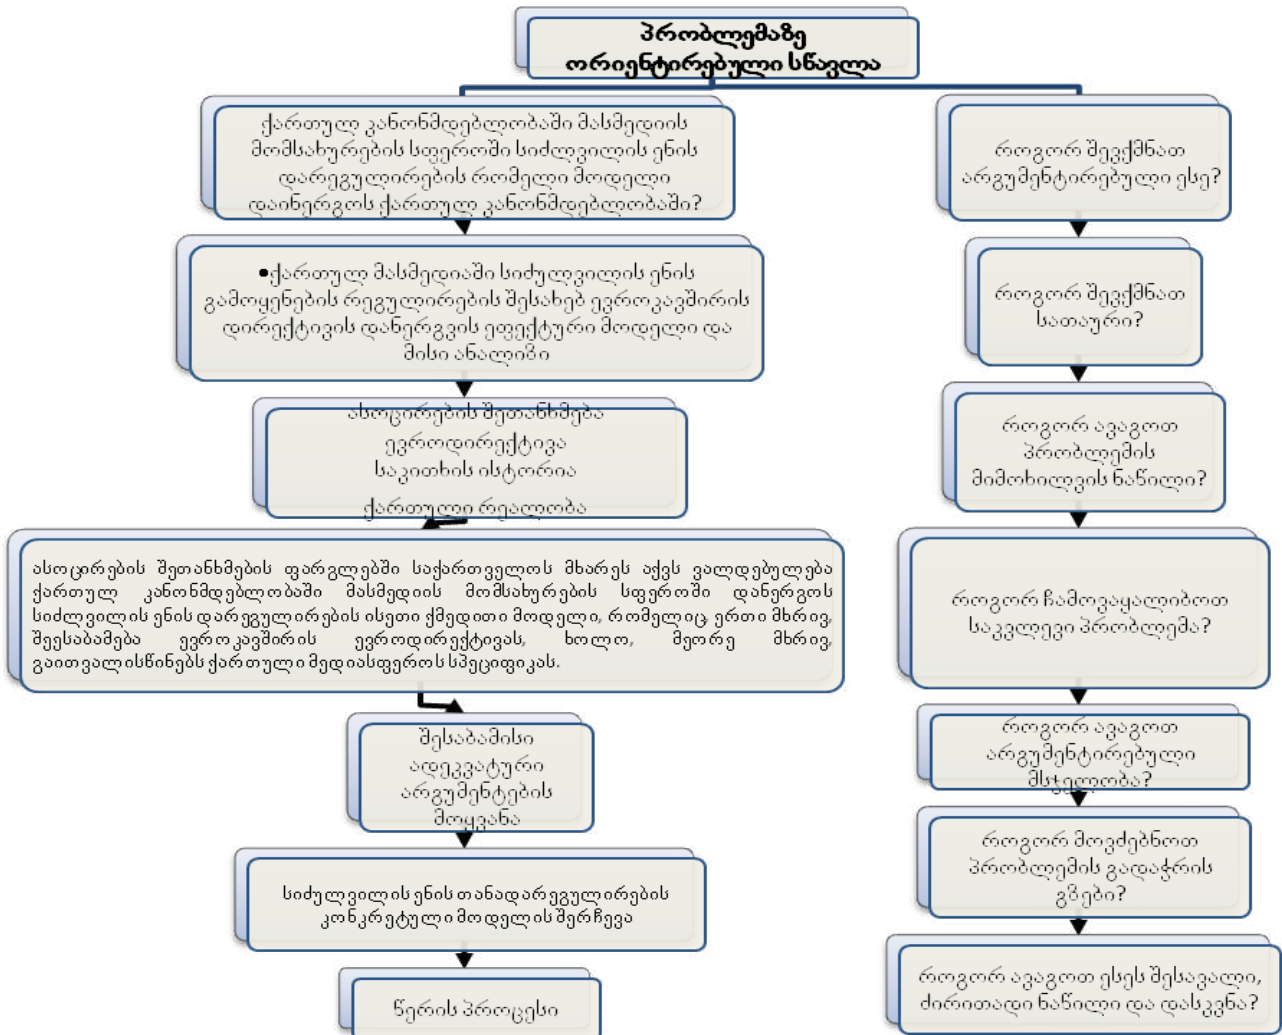 პრობლემაზე
ორიენტირებული სწავლა
ქართულ კანონმდებლობაში მასმედიის
მომსახურების სფეროში სიძლვილის ენის
დარეგულირების რომელი მოდელი
დაინერგოს ქართულ კანონმდებლობაში?
•ქართულ მასმედიაში სიძულვილის ენის
გამოყენების რეგულირების შესახებ ევროკავშირის
დირექტივის დანერგვის ეფექტური მოდელი და
მისი ანალიზი
ასოცირების შეთანხმება
ევროდირექტივა
საკითხის ისტორია
ქართული რეალობა
ასოცირების შეთანხმების ფარგლებში საქართველოს მხარეს აქვს ვალდებულება
ქართულ კანონმდებლობაში მასმედიის მომსახურების სფეროში დანერგოს
სიძლვილის ენის დარეგულირების ისეთი ქმედითი მოდელი, რომელიც, ერთი მხრივ,
შეესაბამება ევროკავშირის ევროდირექტივას, ხოლო, მეორე მხრივ,
გაითვალისწინებს ქართული მედიასფეროს სპეციფიკას.
შესაბამისი
ადეკვატური
არგუმენტების
მოყვანა
სიძულვილის ენის თანადარეგულირების
კონკრეტული მოდელის შერჩევა
წერის პროცესი
როგორ შევქმნათ
არგუმენტირებული ესე?
როგორ შევქმნათ
სათაური?
როგორ ავაგოთ
პრობლემის
მიმოხილვის ნაწილი?
როგორ ჩამოვაყალიბოთ
საკვლევი პრობლემა?
როგორ ავაგოთ
არგუმენტირებული
მსჯელობა?
როგორ მოვძებნოთ
პრობლემის გადაჭრის
გზები?
როგორ ავაგოთ ესეს შესავალი,
ძირითადი ნაწილი და დასკვნა?